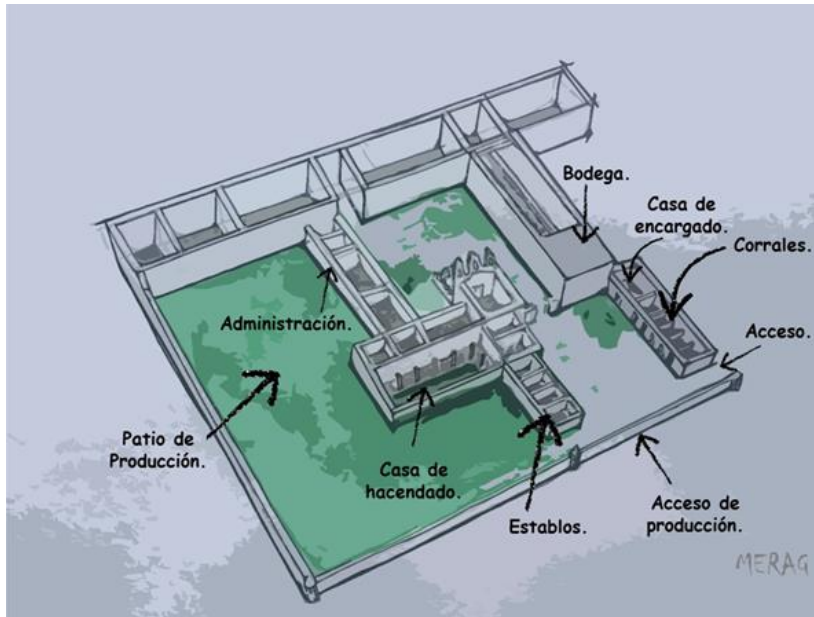 Bodega.
Casa de
encargado.
Corrales.
Administración.
Acceso.
Patio de
Producción.
Casa de
hacendado.
Establos.
Acceso de
producción.
MERAG